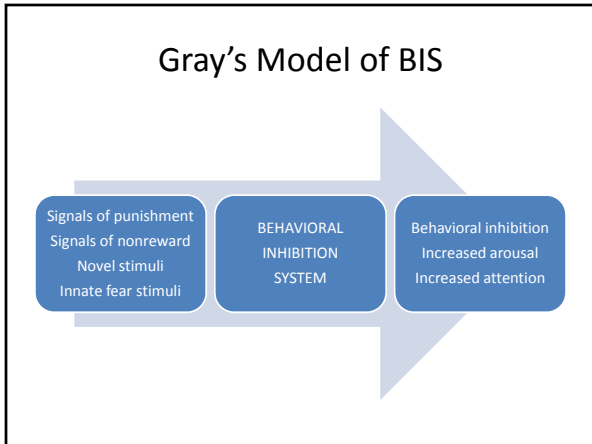 Gray's Model of BIS
Signals of punishment
Signals of nonreward
Novel stimuli
Innate fear stimuli
BEHAVIORAL
INHIBITION
SYSTEM
Behavioral inhibition
Increased arousal
Increased attention